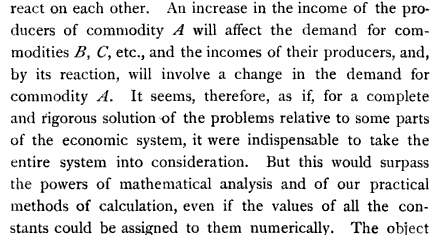 react on each other. An increase in the income of the pro-
ducers of commodity A will affect the demand for com-
modities B, C, etc., and the incomes of their producers, and,
by its reaction, will involve a change in the demand for
commodity A. It seems, therefore, as if, for a complete
and rigorous solution of the problems relative to some parts
of the economic system, it were indispensable to take the
entire system into consideration. But this would surpass
the powers of mathematical analysis and of our practical
methods of calculation, even if the values of all the con-
stants could be assigned to them numerically. The object